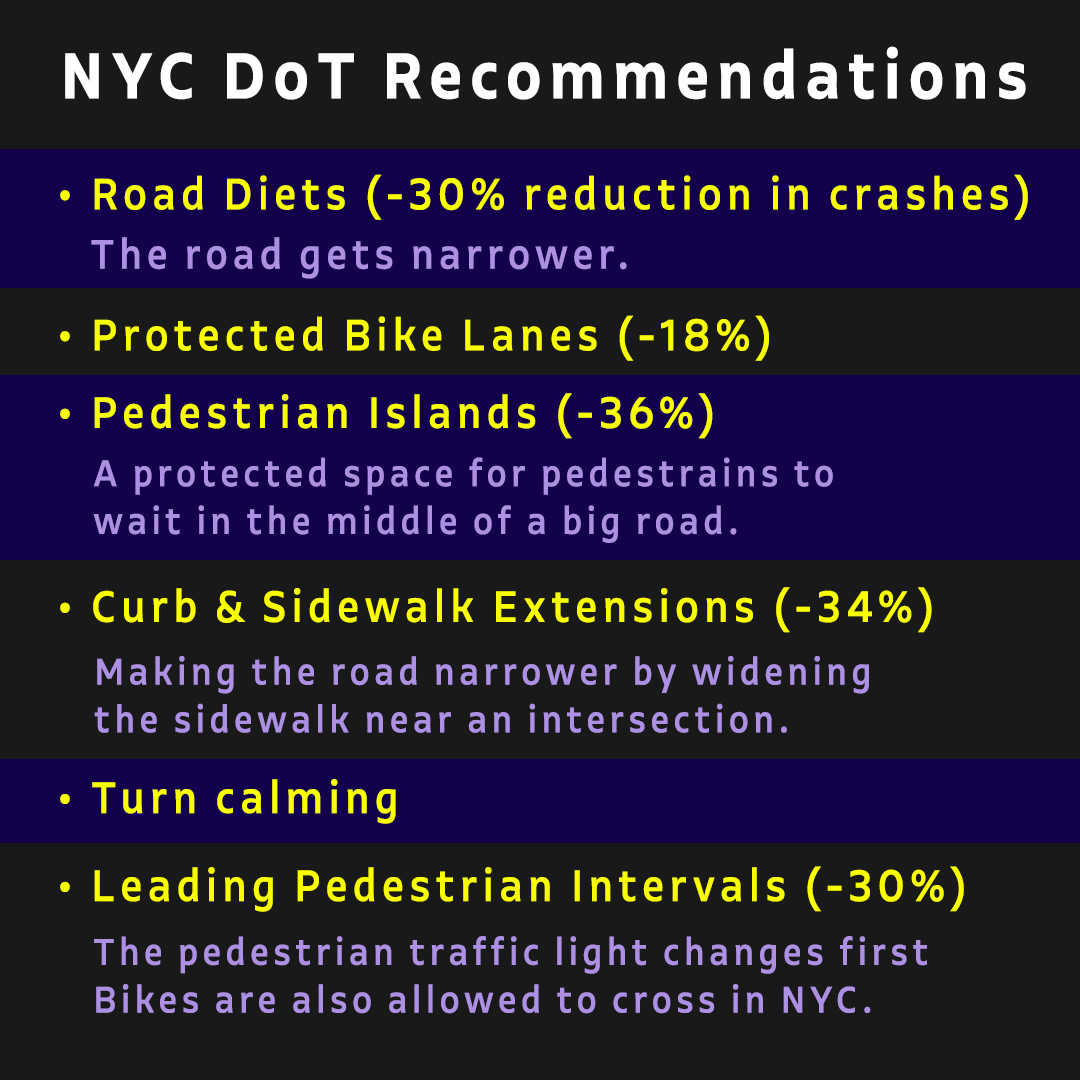 NYC DoT Recommendations
• Road Diets (-30% reduction in crashes)
The road gets narrower.
• Protected Bike Lanes (-18%)
• Pedestrian Islands (-36%)
A protected space for pedestrains to
wait in the middle of a big road.
• Curb & Sidewalk Extensions (-34%)
Making the road narrower by widening
the sidewalk near an intersection.
• Turn calming
• Leading Pedestrian Intervals (-30%)
The pedestrian traffic light changes first
Bikes are also allowed to cross in NYC.